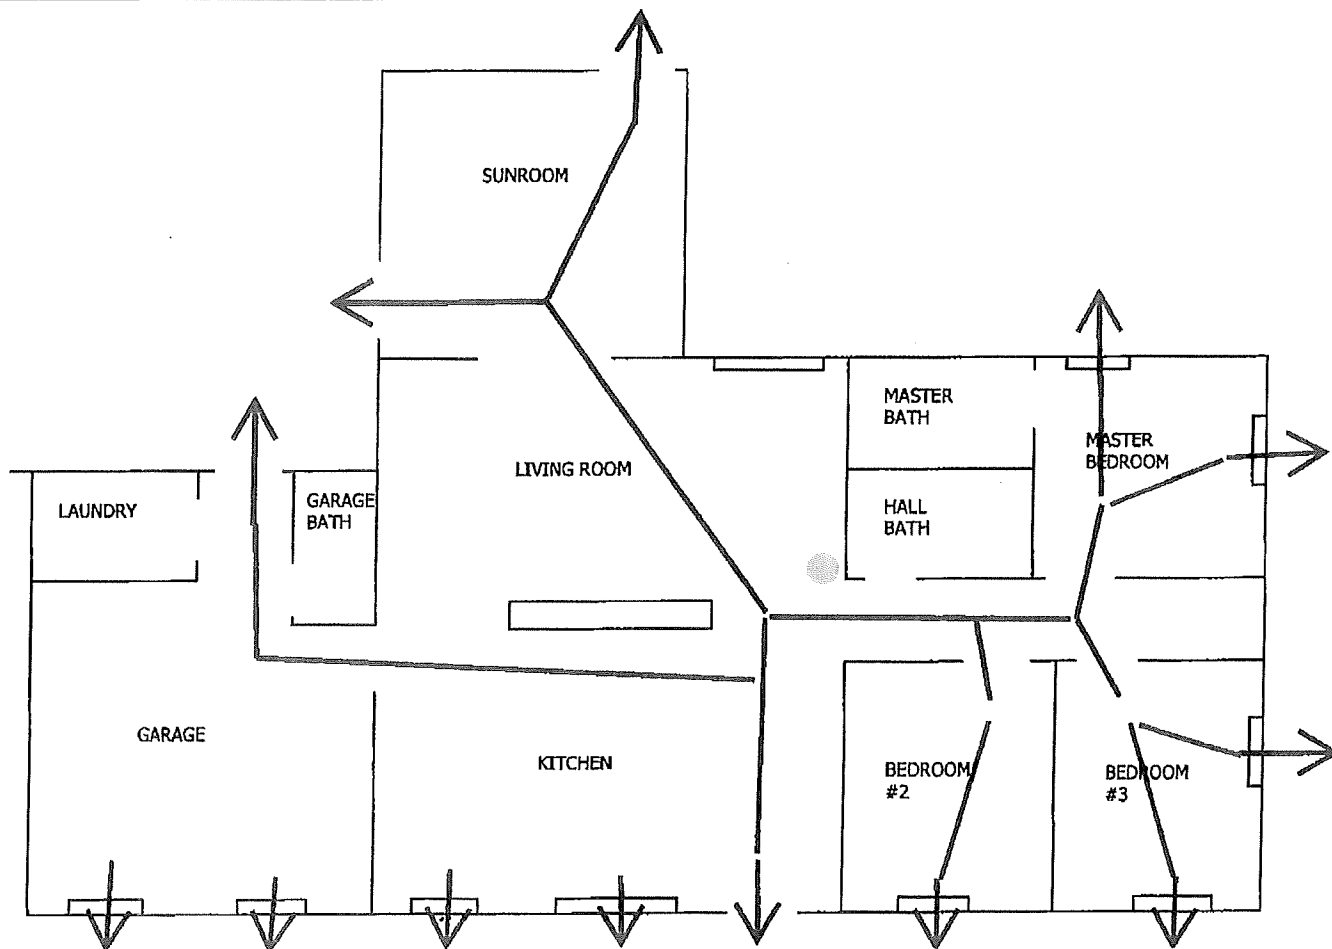 SUNROOM
MASTER
BATH
MASTER
BEDROOM
LIVING ROOM
LAUNDRY
GARAGE
BATH
HALL
BATH
GARAGE
KITCHEN
BEDROOM
#2
BEDROOM
#3